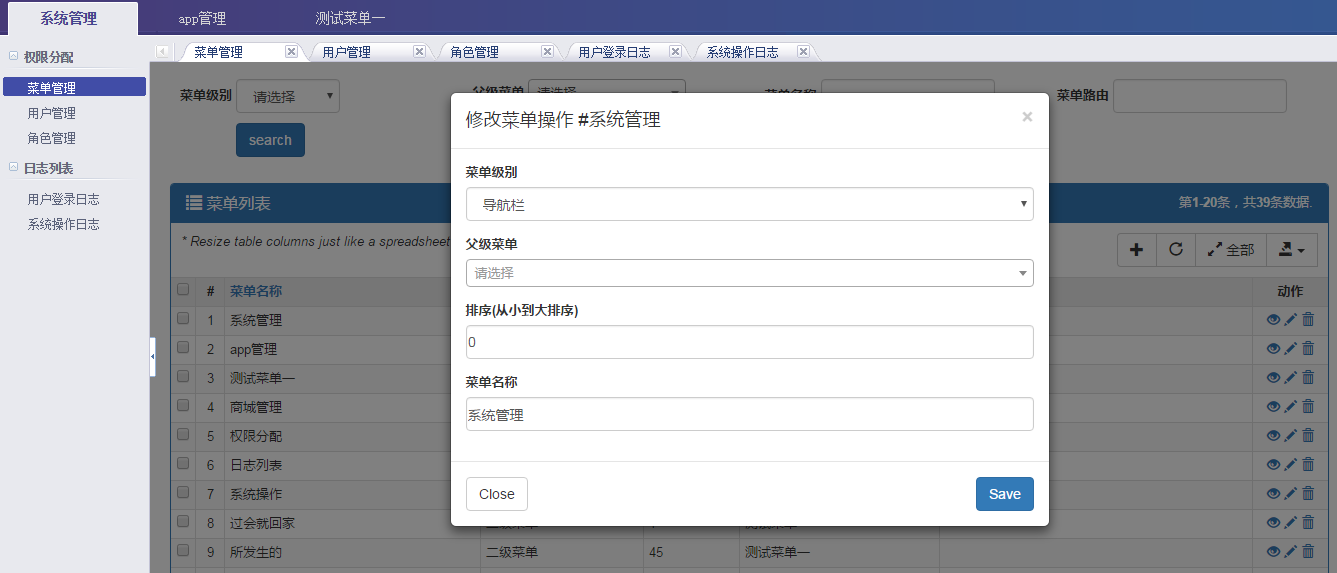 系统管理 app管理 测试菜单一
菜单管理 用户管理 角色管理 用户登录日志 系统操作日志
权限分配
菜单管理
用户管理
角色管理
日志列表
用户登录日志
系统操作日志
菜单级别 请选择 父级菜单 请选择 菜单名称 菜单路由
search
菜单列表 第1-20条，共39条数据.
* Resize table columns just like a spreadsheet
全部
# 菜单名称 动作
1 系统管理
2 app管理
3 测试菜单一
4 商城管理
5 权限分配
6 日志列表
7 系统操作
8 过会就回家
9 所发生的 二级菜单 45 测试菜单一
修改菜单操作 #系统管理 ×
菜单级别
导航栏
父级菜单
请选择
排序(从小到大排序)
0
菜单名称
系统管理
Close Save